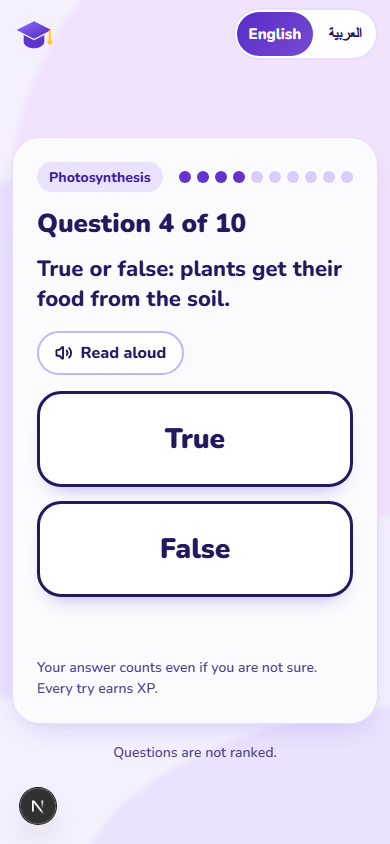 English
العربية
Photosynthesis
Question 4 of 10
True or false: plants get their
food from the soil.
Read aloud
True
False
Your answer counts even if you are not sure.
Every try earns XP.
Questions are not ranked.
N